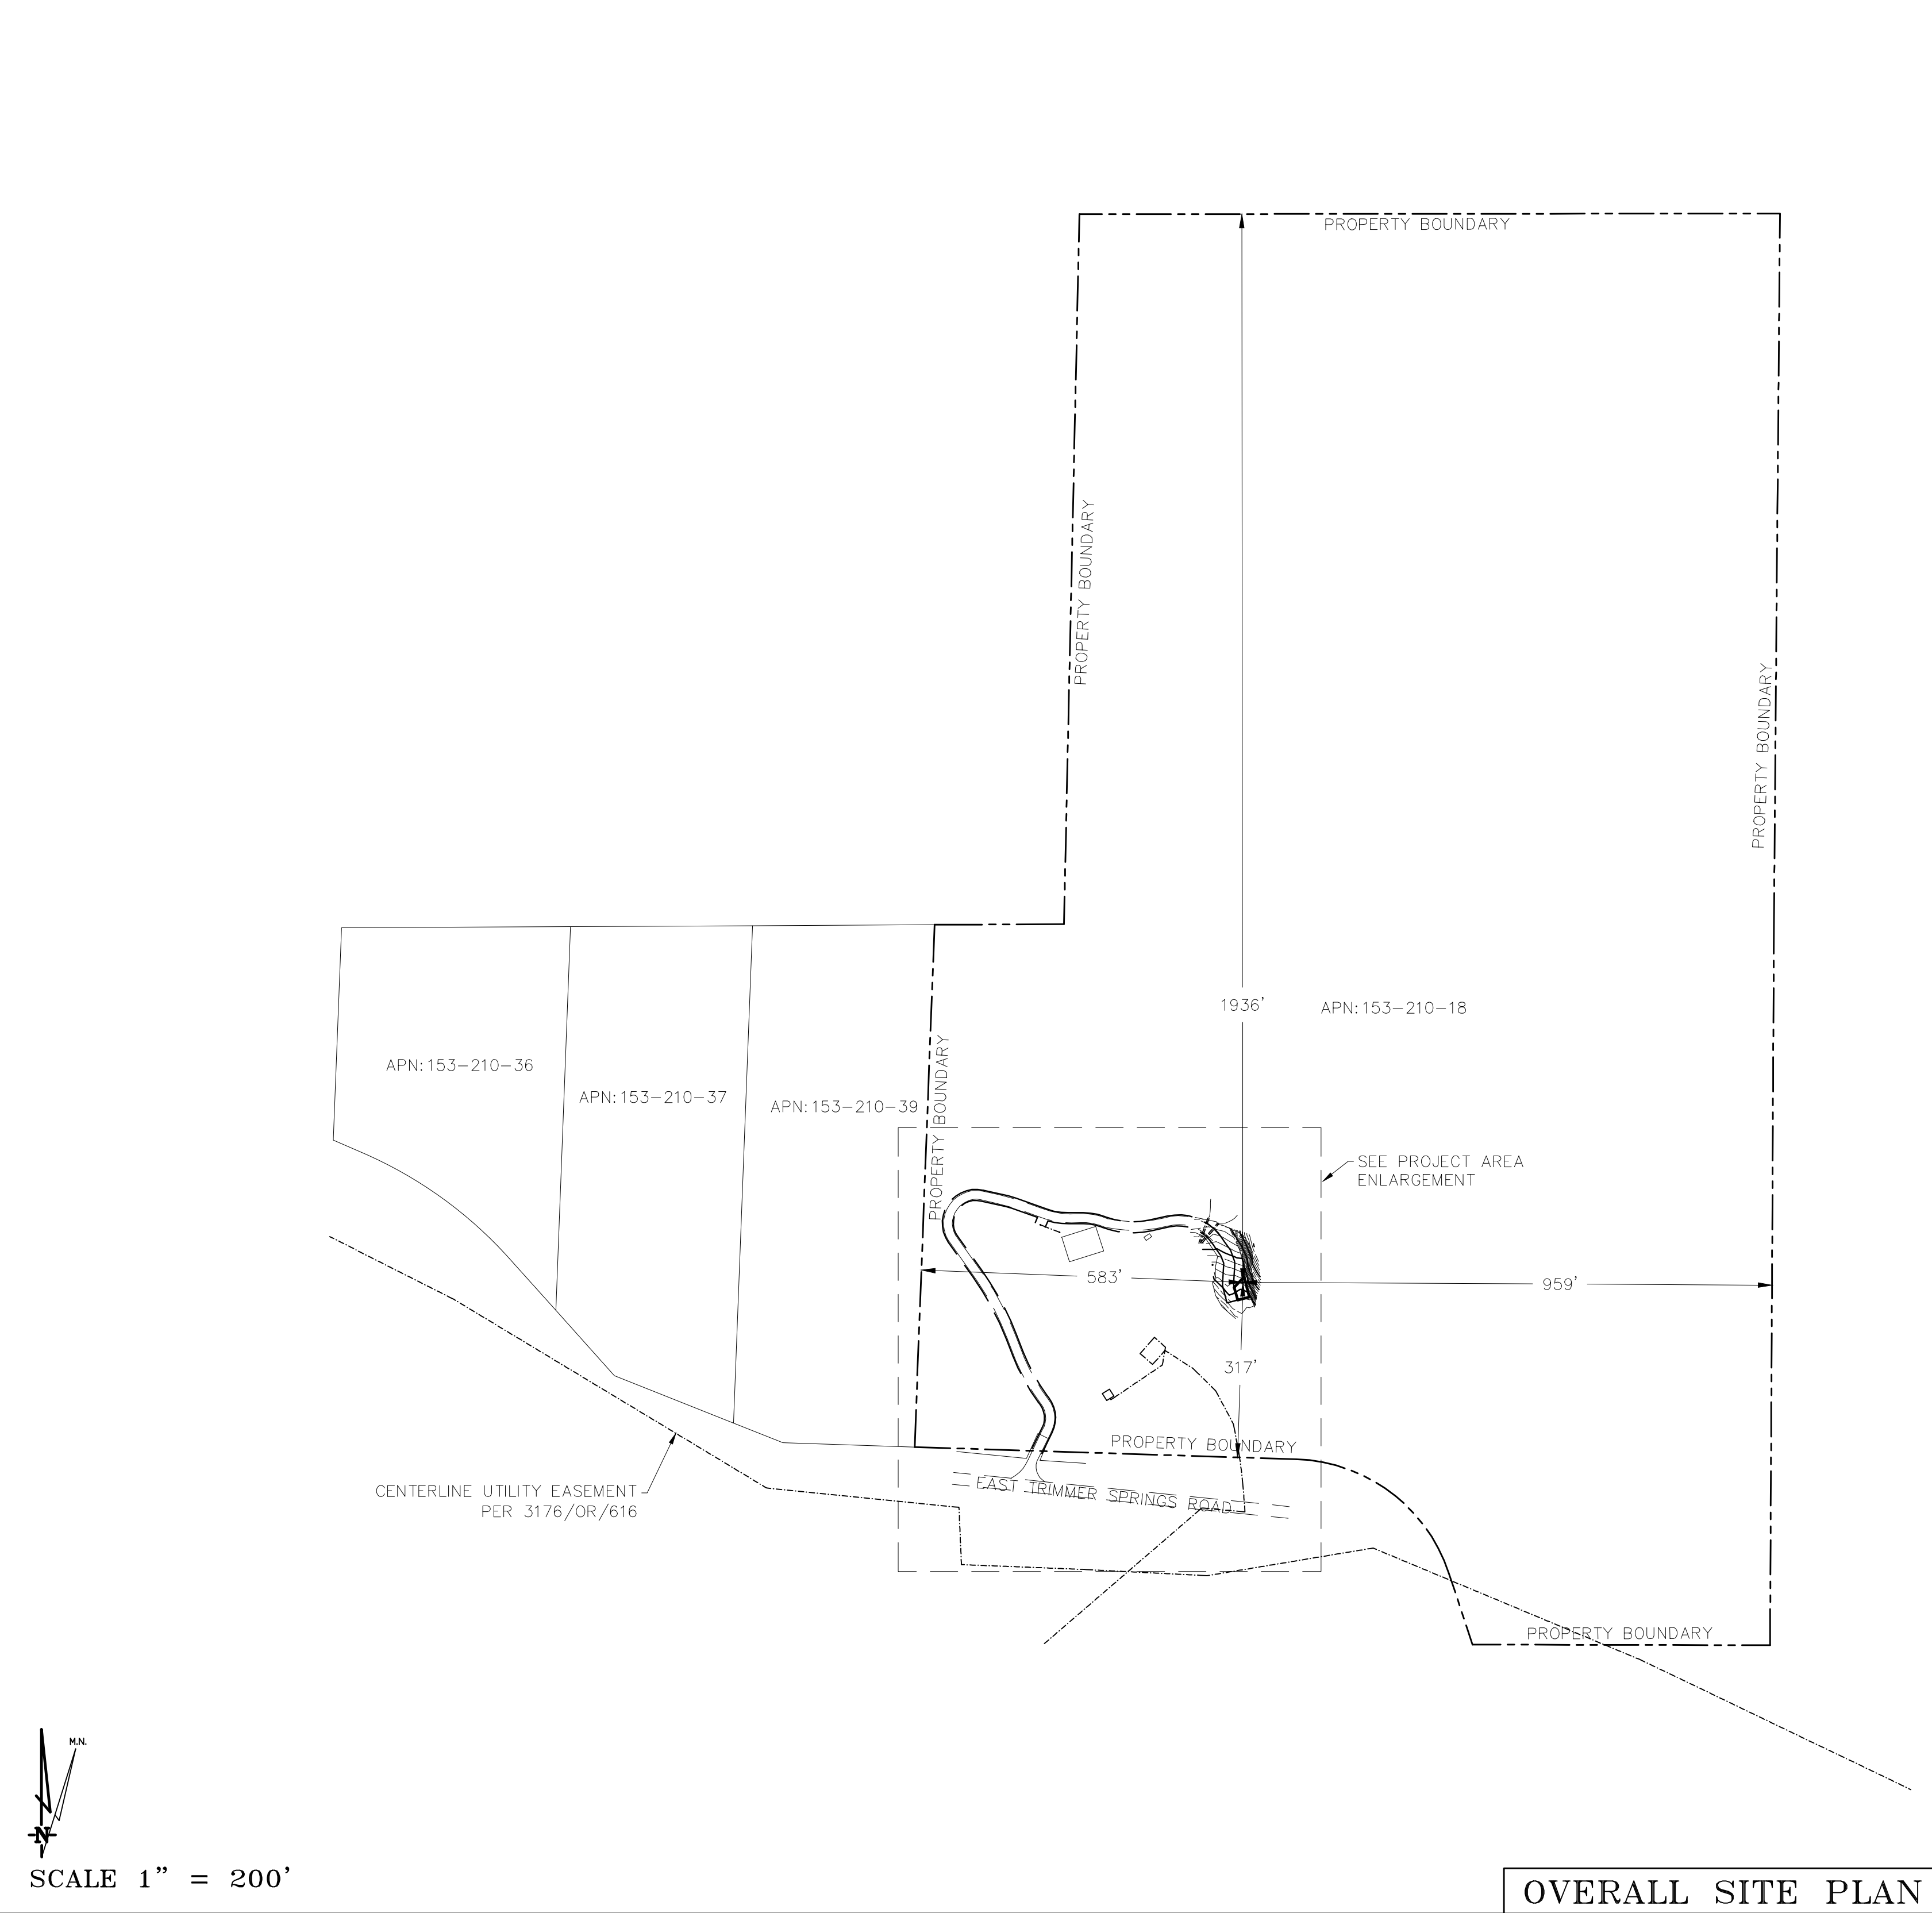 PROPERTY BOUNDARY
PROPERTY BOUNDARY
PROPERTY BOUNDARY
1936'
APN:153-210-18
APN:153-210-36
APN:153-210-37
APN:153-210-39
PROPERTY BOUNDARY
SEE PROJECT AREA
ENLARGEMENT
583'
959'
317'
PROPERTY BOUNDARY
EAST TRIMMER SPRINGS ROAD
CENTERLINE UTILITY EASEMENT
PER 3176/OR/616
PROPERTY BOUNDARY
M.N.
N
SCALE 1" = 200'
OVERALL SITE PLAN